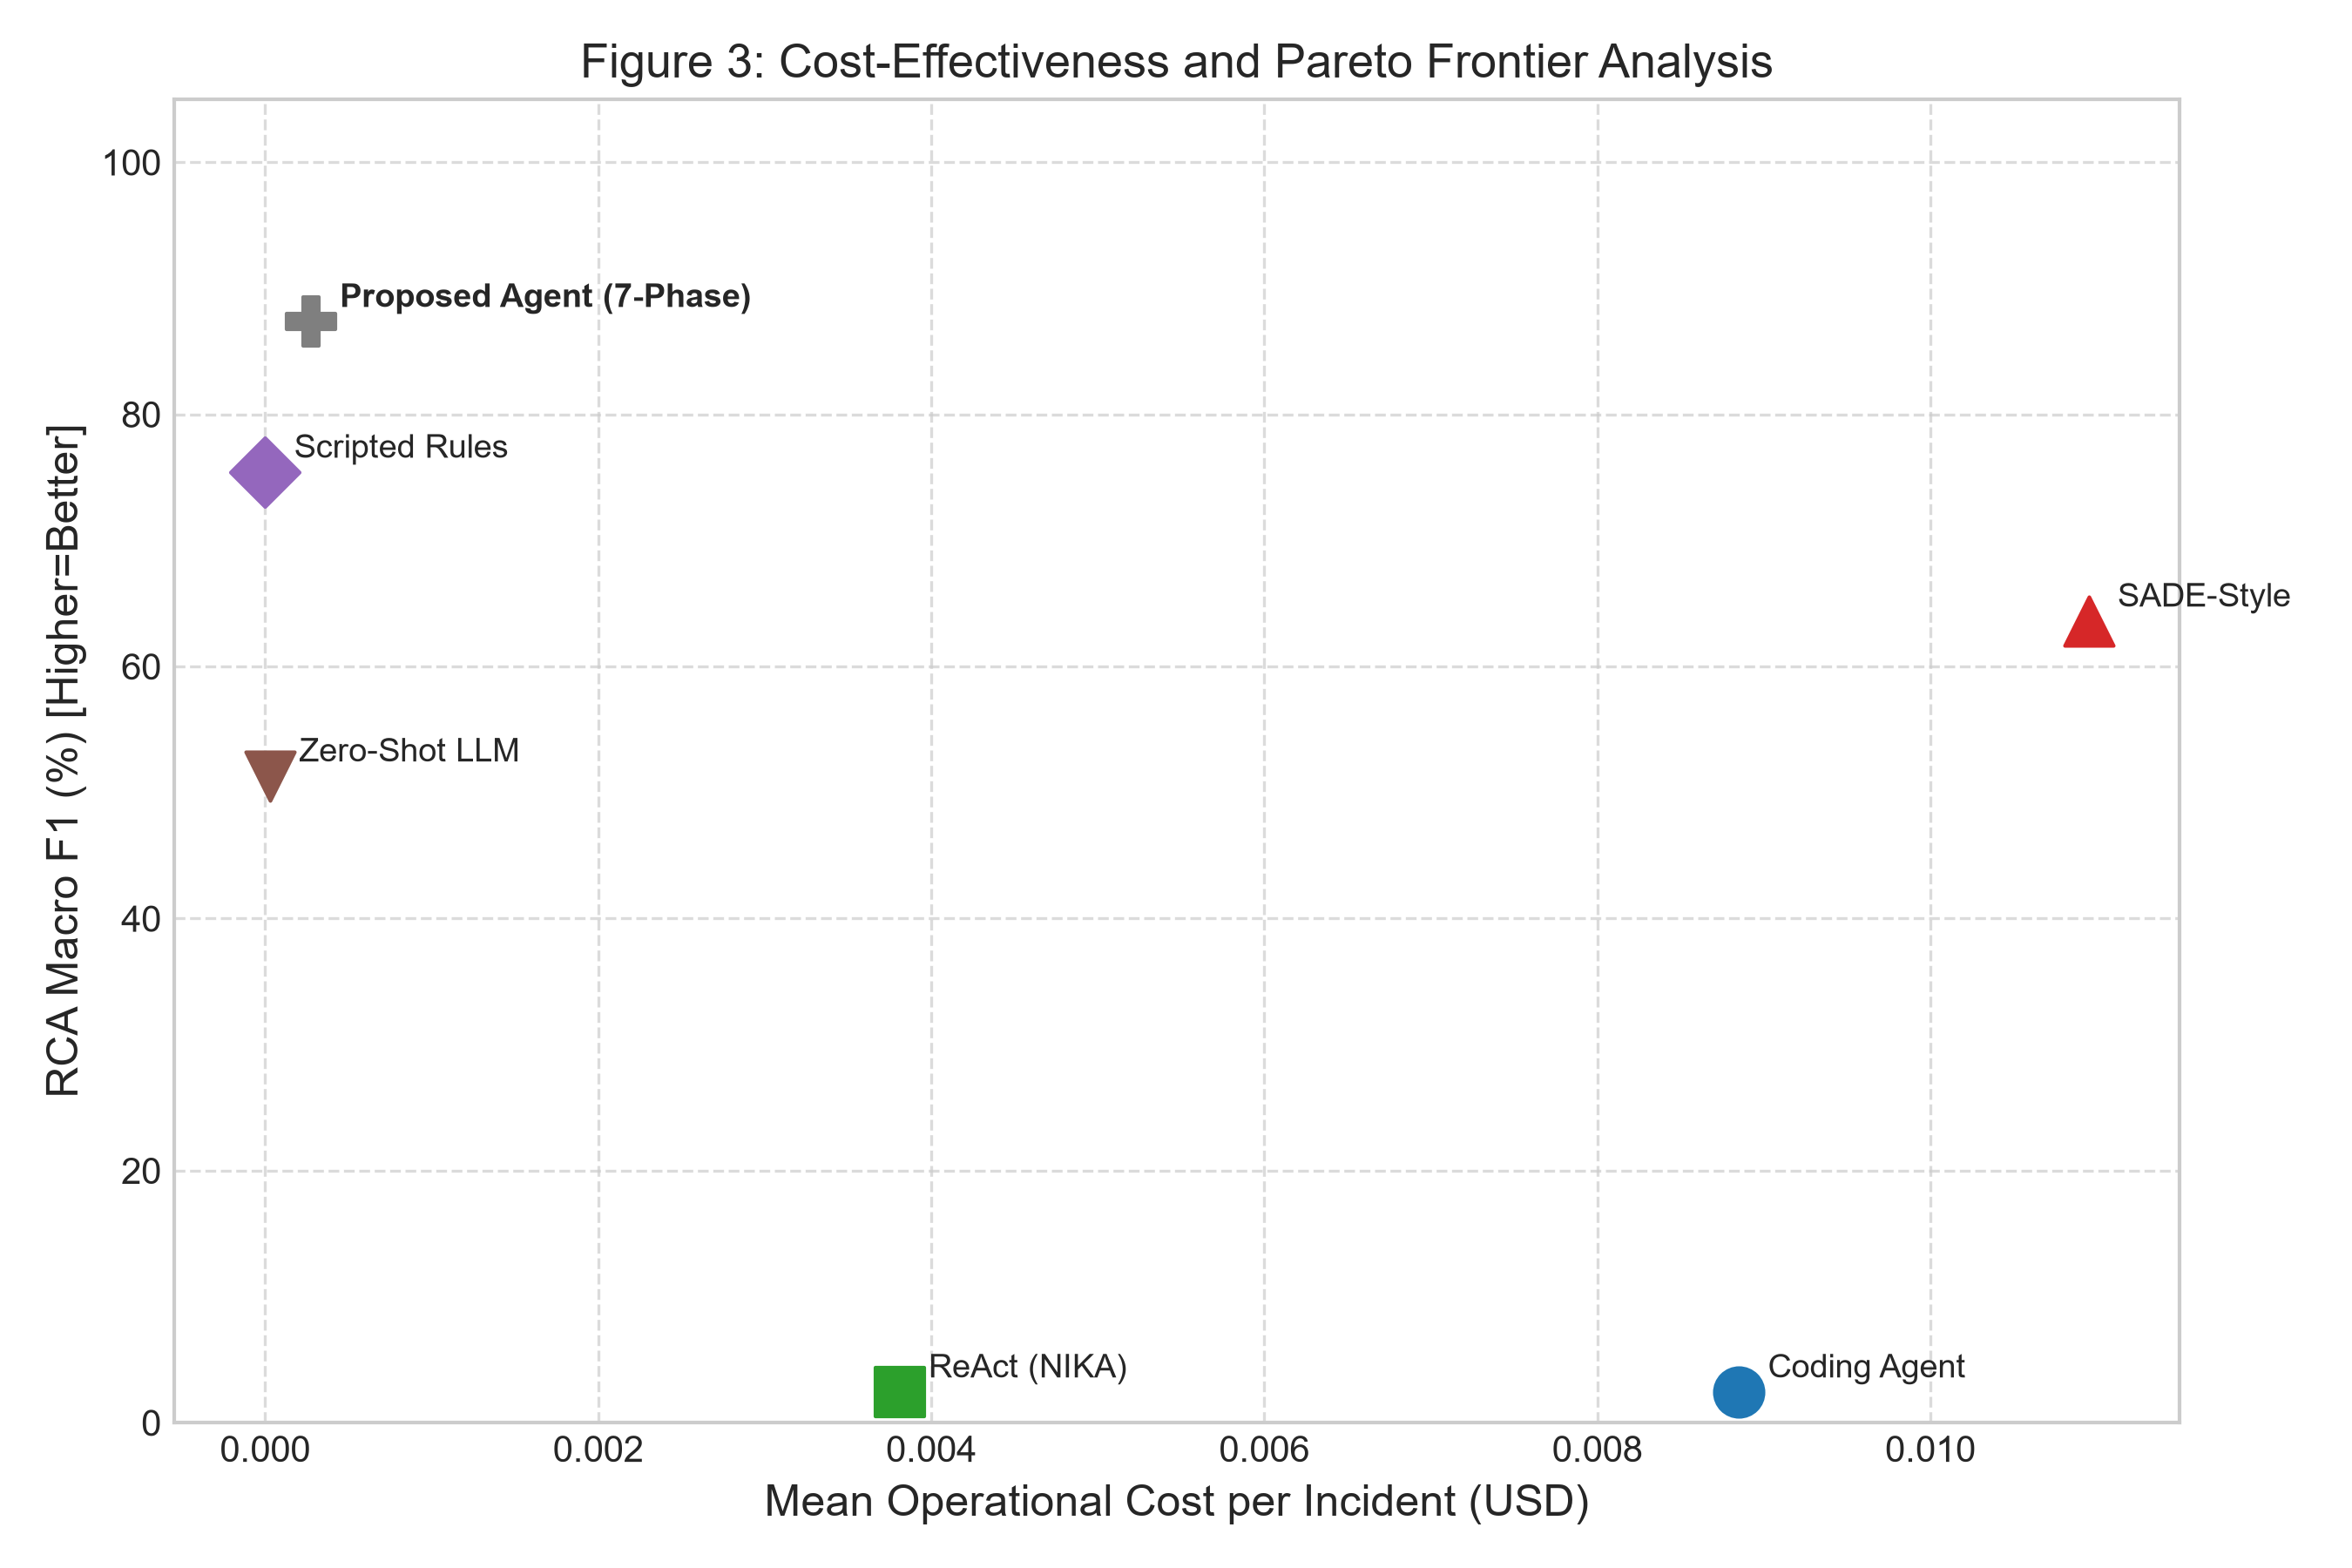 Figure 3: Cost-Effectiveness and Pareto Frontier Analysis
RCA Macro F1 (%) [Higher=Better]
100
80
60
40
20
0
Proposed Agent (7-Phase)
Scripted Rules
SADE-Style
Zero-Shot LLM
ReAct (NIKA)
Coding Agent
0.000
0.002
0.004
0.006
0.008
0.010
Mean Operational Cost per Incident (USD)